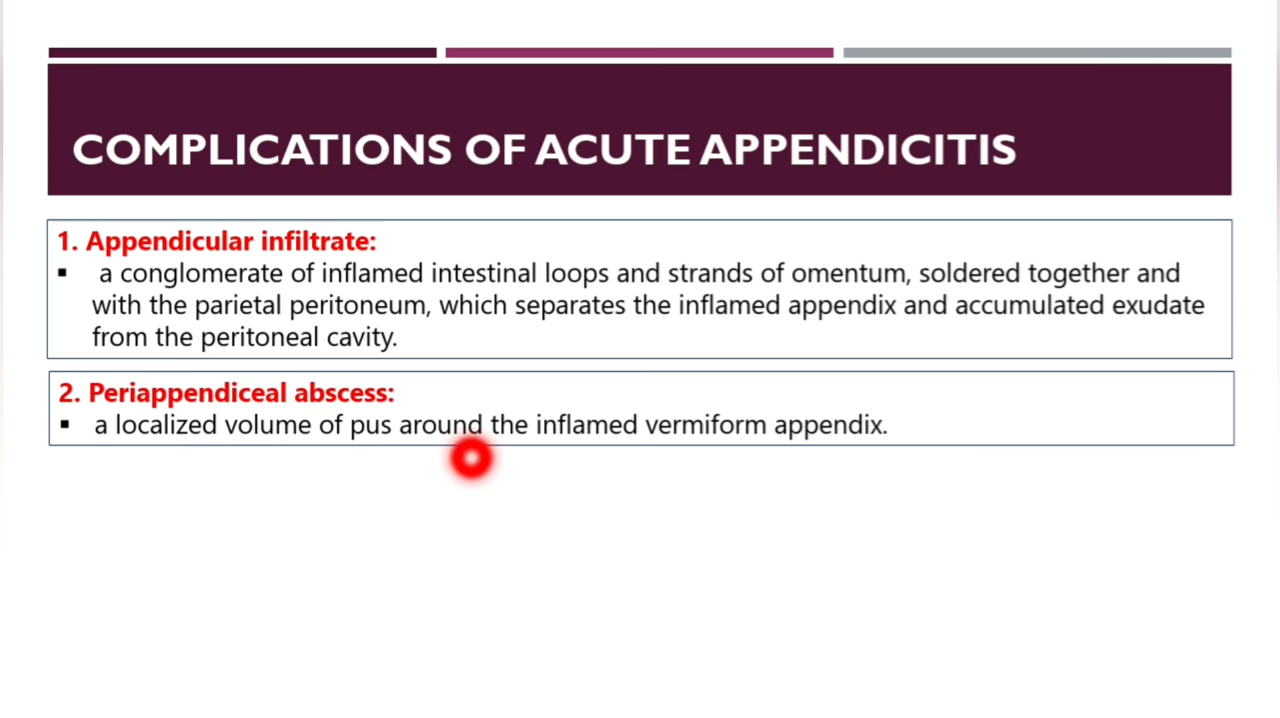 COMPLICATIONS OF ACUTE APPENDICITIS
1. Appendicular infiltrate:
▪ a conglomerate of inflamed intestinal loops and strands of omentum, soldered together and
with the parietal peritoneum, which separates the inflamed appendix and accumulated exudate
from the peritoneal cavity.
2. Periappendiceal abscess:
▪ a localized volume of pus around the inflamed vermiform appendix.